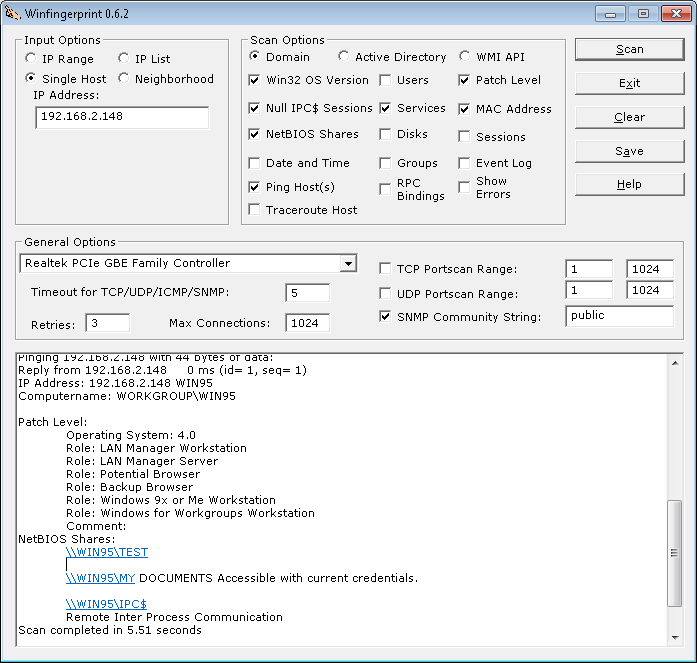 Winfingerprint 0.6.2
Input Options
IP Range
IP List
Single Host
Neighborhood
IP Address:
192.168.2.148
Scan Options
Domain
Active Directory
WMI API
Win32 OS Version
Users
Patch Level
Null IPC$ Sessions
Services
MAC Address
NetBIOS Shares
Disks
Sessions
Date and Time
Groups
Event Log
Ping Host(s)
RPC
Bindings
Show
Errors
Traceroute Host
Scan
Exit
Clear
Save
Help
General Options
Realtek PCIe GBE Family Controller
Timeout for TCP/UDP/ICMP/SNMP:
5
Retries:
3
Max Connections:
1024
TCP Portscan Range:
1
1024
UDP Portscan Range:
1
1024
SNMP Community String:
public
Pinging 192.168.2.148 with 44 bytes of data:
Reply from 192.168.2.148 0 ms (id= 1, seq= 1)
IP Address: 192.168.2.148 WIN95
Computername: WORKGROUP\WIN95
Patch Level:
Operating System: 4.0
Role: LAN Manager Workstation
Role: LAN Manager Server
Role: Potential Browser
Role: Backup Browser
Role: Windows 9x or Me Workstation
Role: Windows for Workgroups Workstation
Comment:
NetBIOS Shares:
\\WIN95\TEST
\\WIN95\MY DOCUMENTS Accessible with current credentials.
\\WIN95\IPC$
Remote Inter Process Communication
Scan completed in 5.51 seconds